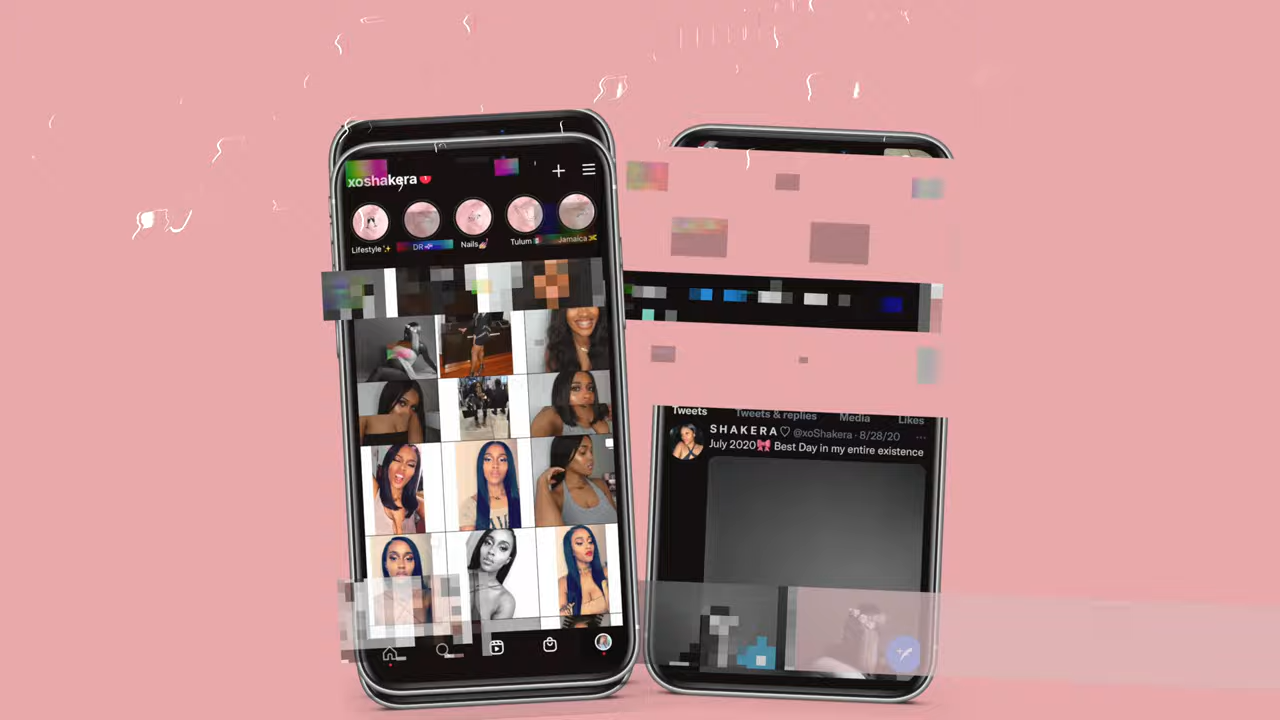 xoshakera 1
Lifestyle✨ DR Nails💅🏾 Tulum🇲🇽 Jamaica🇯🇲
Tweets Tweets & replies Media Likes
S H A K E R A ♡ @xoShakera · 8/28/20 ...
July 2020🎀 Best Day in my entire existence